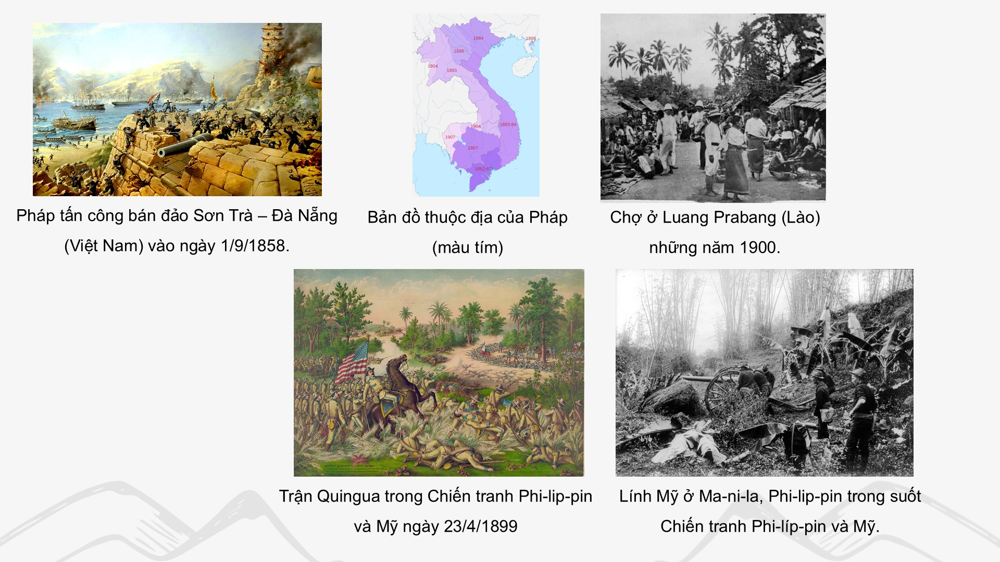 1884
1898
1888
1904
1893
1883-84
1904
1907
1867
1862-67
Pháp tấn công bán đảo Sơn Trà – Đà Nẵng
(Việt Nam) vào ngày 1/9/1858.
Bản đồ thuộc địa của Pháp
(màu tím)
Chợ ở Luang Prabang (Lào)
những năm 1900.
646
Trận Quingua trong Chiến tranh Phi-lip-pin
và Mỹ ngày 23/4/1899
Lính Mỹ ở Ma-ni-la, Phi-lip-pin trong suốt
Chiến tranh Phi-líp-pin và Mỹ.